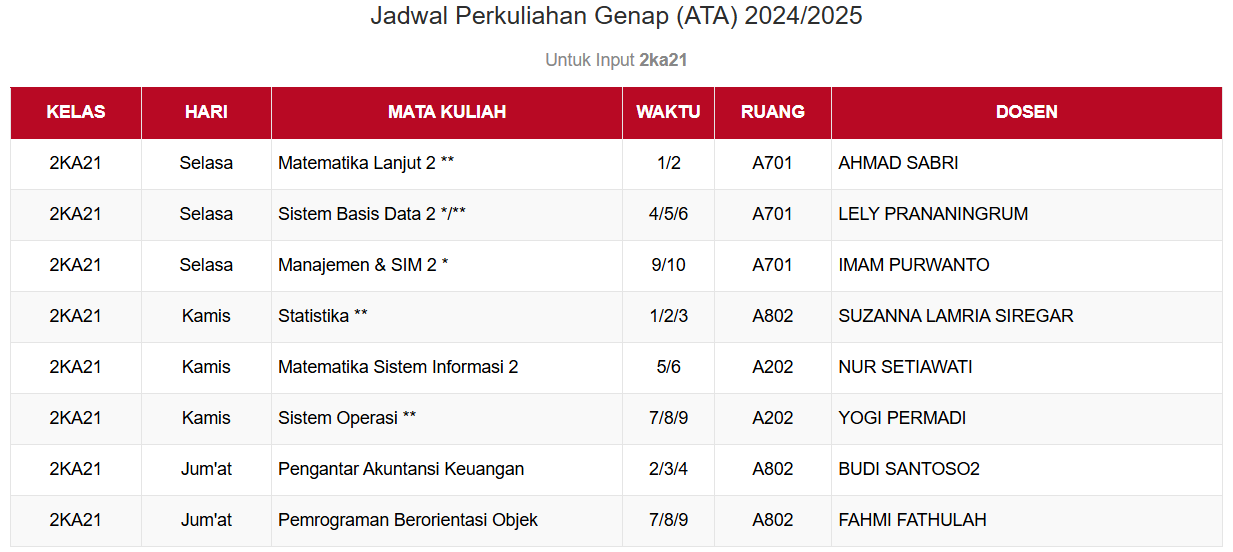 Jadwal Perkuliahan Genap (ATA) 2024/2025
Untuk Input 2ka21
KELAS HARI MATA KULIAH WAKTU RUANG DOSEN
2KA21 Selasa Matematika Lanjut 2 ** 1/2 A701 AHMAD SABRI
2KA21 Selasa Sistem Basis Data 2 */** 4/5/6 A701 LELY PRANANINGRUM
2KA21 Selasa Manajemen & SIM 2 * 9/10 A701 IMAM PURWANTO
2KA21 Kamis Statistika ** 1/2/3 A802 SUZANNA LAMRIA SIREGAR
2KA21 Kamis Matematika Sistem Informasi 2 5/6 A202 NUR SETIAWATI
2KA21 Kamis Sistem Operasi ** 7/8/9 A202 YOGI PERMADI
2KA21 Jum'at Pengantar Akuntansi Keuangan 2/3/4 A802 BUDI SANTOSO2
2KA21 Jum'at Pemrograman Berorientasi Objek 7/8/9 A802 FAHMI FATHULAH